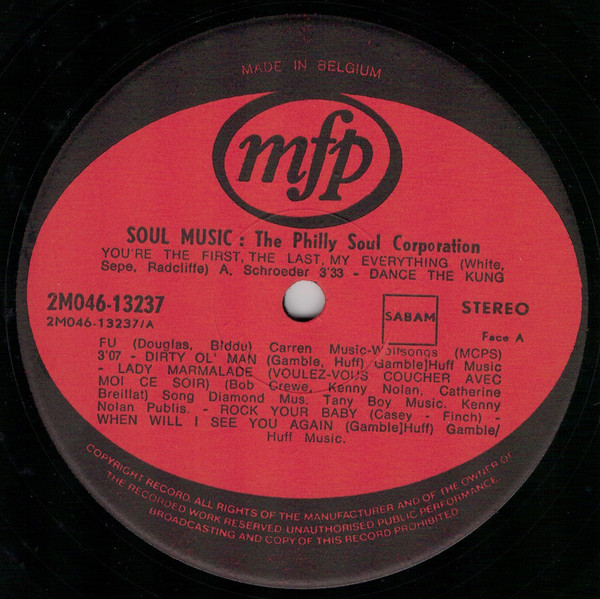 MADE IN BELGIUM
mfp
SOUL MUSIC : The Philly Soul Corporation
YOU'RE THE FIRST, THE LAST, MY EVERYTHING (White,
Sepe, Radcliffe) A. Schroeder 3'33 - DANCE THE KUNG
2M046-13237
2M046-13237/A
SABAM
STEREO
Face A
FU (Douglas, B!ddu) Carren Music-Wolfsongs (MCPS)
3'07 - DIRTY OL' MAN (Gamble, Huff) Gamble]Huff Music
- LADY MARMALADE (VOULEZ-VOUS COUCHER AVEC
MOI CE SOIR) (Bob Crewe, Kenny Nolan, Catherine
Breillat) Song Diamond Mus. Tany Boy Music. Kenny
Nolan Publis. - ROCK YOUR BABY (Casey - Finch) -
WHEN WILL I SEE YOU AGAIN (Gamble]Huff) Gamble/
Huff Music.
COPYRIGHT RECORD. ALL RIGHTS OF THE MANUFACTURER AND OF THE OWNER OF
THE RECORDED WORK RESERVED. UNAUTHORISED PUBLIC PERFORMANCE.
BROADCASTING AND COPY OF THIS RECORD PROHIBITED